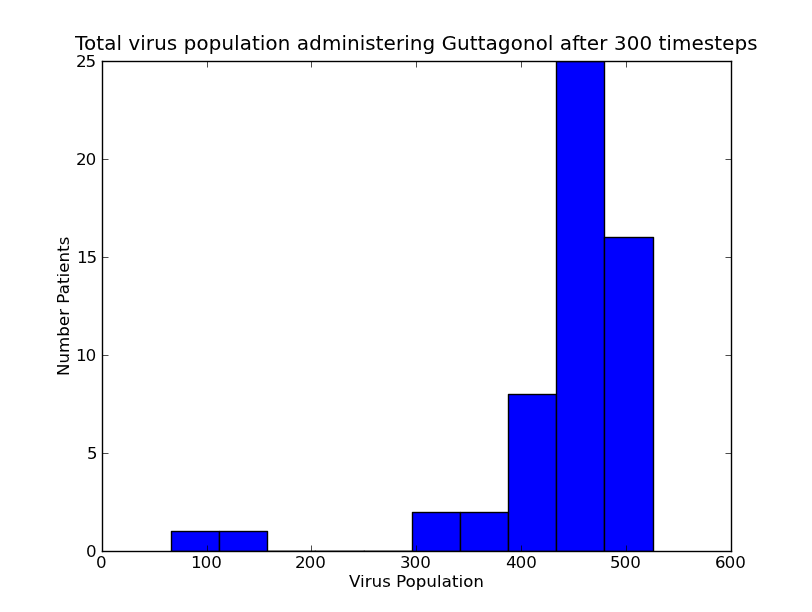 Total virus population administering Guttagonol after 300 timesteps
25
20
15
10
5
0
Number Patients
0 100 200 300 400 500 600
Virus Population